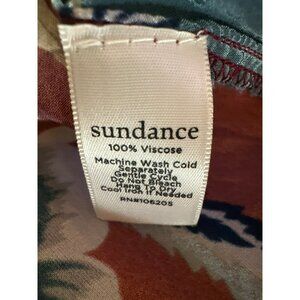 sundance
100% Viscose
Machine Wash Cold
Separately
Gentle Cycle
Do Not Bleach
Hang To Dry
Cool Iron if Needed
RN#106205